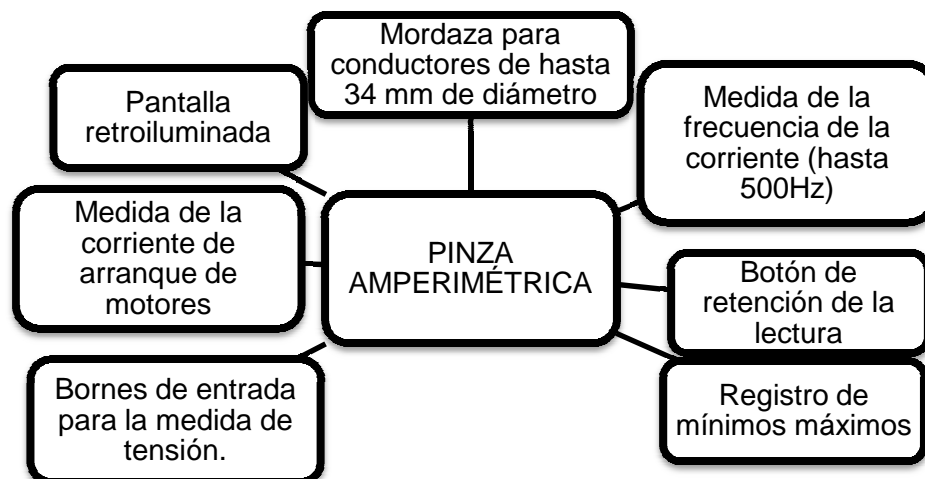 Mordaza para
conductores de hasta
34 mm de diámetro
Pantalla
retroiluminada
Medida de la
frecuencia de la
corriente (hasta
500Hz)
Medida de la
corriente de
arranque de
motores
PINZA
AMPERIMÉTRICA
Botón de
retención de la
lectura
Bornes de entrada
para la medida de
tensión.
Registro de
mínimos máximos